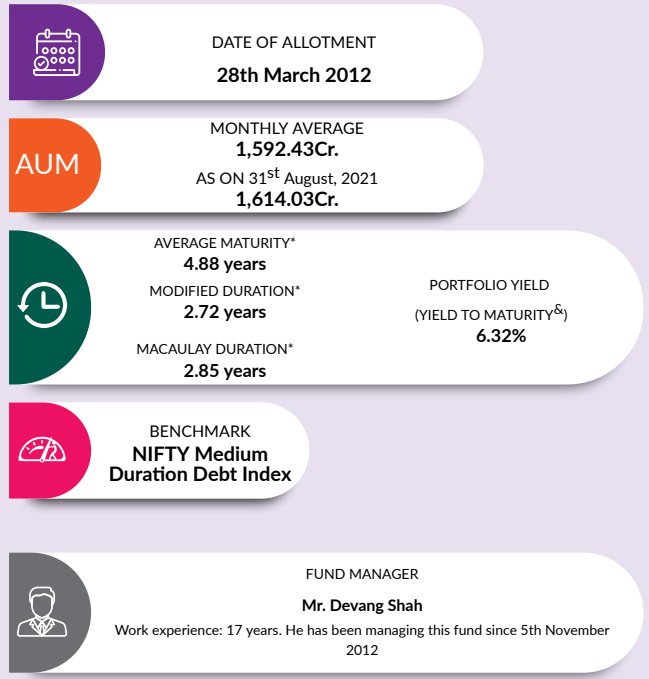 DATE OF ALLOTMENT
28th March 2012
AUM
MONTHLY AVERAGE
1,592.43Cr.
AS ON 31st August, 2021
1,614.03Cr.
AVERAGE MATURITY*
4.88 years
MODIFIED DURATION*
2.72 years
MACAULAY DURATION*
2.85 years
PORTFOLIO YIELD
(YIELD TO MATURITY&)
6.32%
BENCHMARK
NIFTY Medium
Duration Debt Index
FUND MANAGER
Mr. Devang Shah
Work experience: 17 years. He has been managing this fund since 5th November
2012